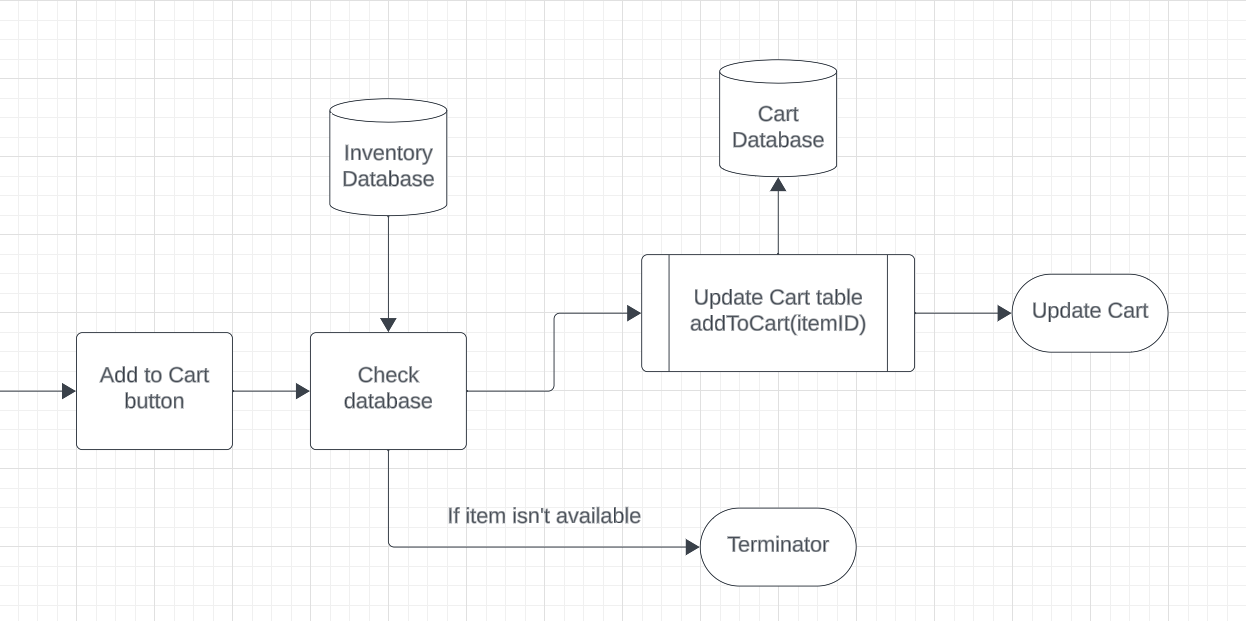 Cart
Database
Inventory
Database
Update Cart table
addToCart(itemID)
Update Cart
Add to Cart
button
Check
database
If item isn't available
Terminator